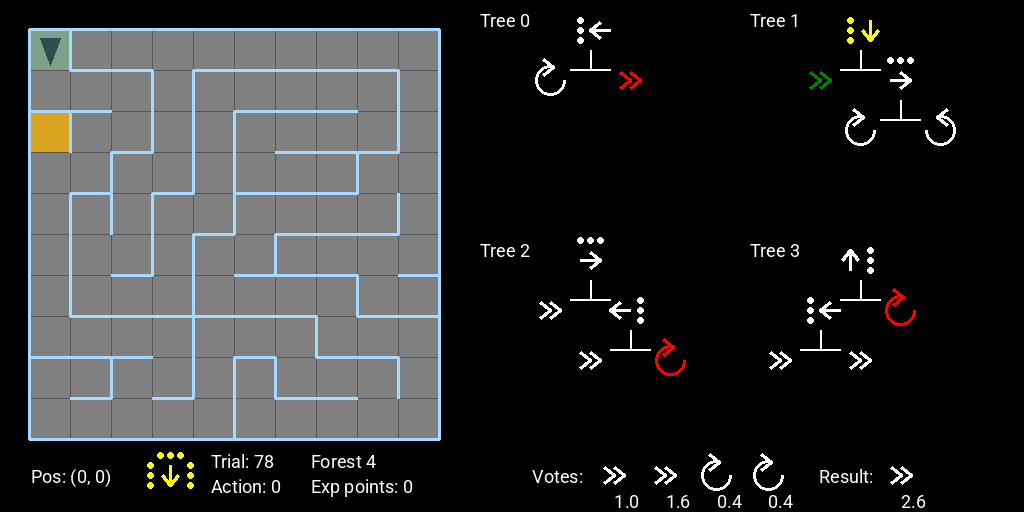 Tree 0
Tree 1
Tree 2
Tree 3
Pos: (0, 0)
Trial: 78
Forest 4
Action: 0
Exp points: 0
Votes:
Result:
1.0
1.6
0.4
0.4
2.6